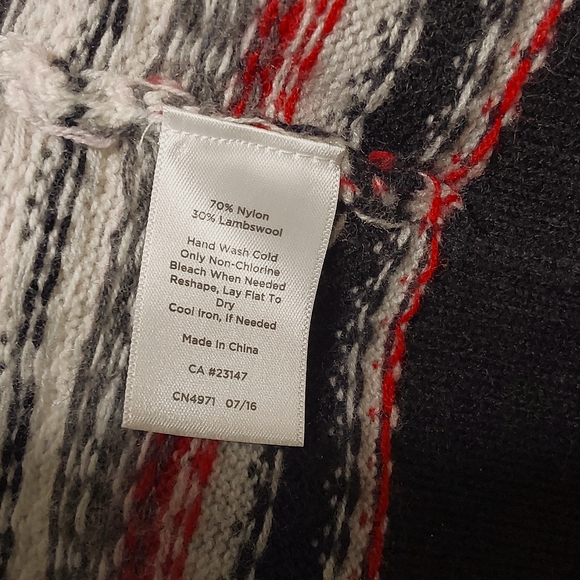 70% Nylon
30% Lambswool
Hand Wash Cold
Only Non-Chlorine
Bleach When Needed
Reshape, Lay Flat To
Dry
Cool Iron, If Needed
Made In China
CA #23147
CN4971 07/16